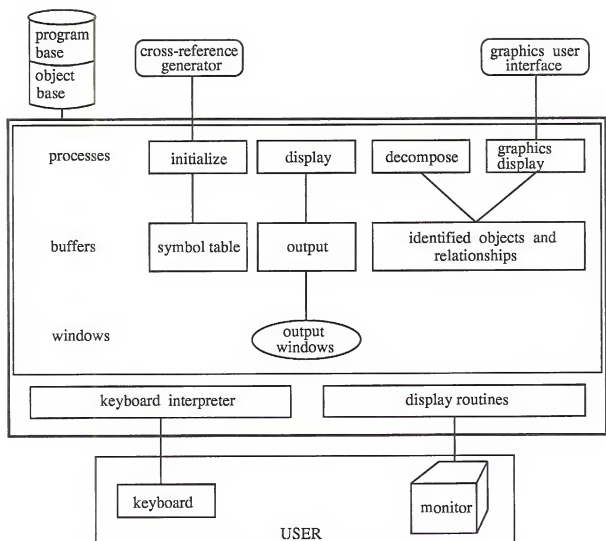 program
base
object
base
cross-reference
generator
graphics user
interface
processes
initialize
display
decompose
graphics
display
buffers
symbol table
output
identified objects and
relationships
windows
output
windows
keyboard interpreter
display routines
keyboard
monitor
USER